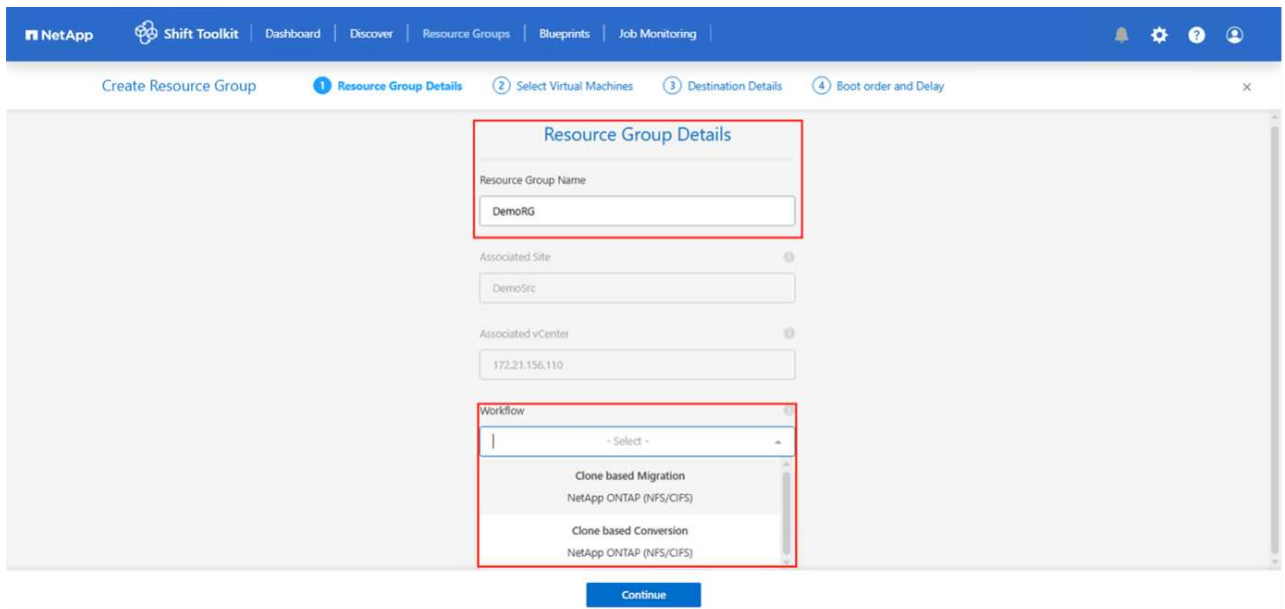 NetApp Shift Toolkit Dashboard Discover Resource Groups Blueprints Job Monitoring
Create Resource Group 1 Resource Group Details 2 Select Virtual Machines 3 Destination Details 4 Boot order and Delay
Resource Group Details
Resource Group Name
DemoRG
Associated Site
DemoSrc
Associated vCenter
172.21.156.110
Workflow
- Select -
Clone based Migration
NetApp ONTAP (NFS/CIFS)
Clone based Conversion
NetApp ONTAP (NFS/CIFS)
Continue